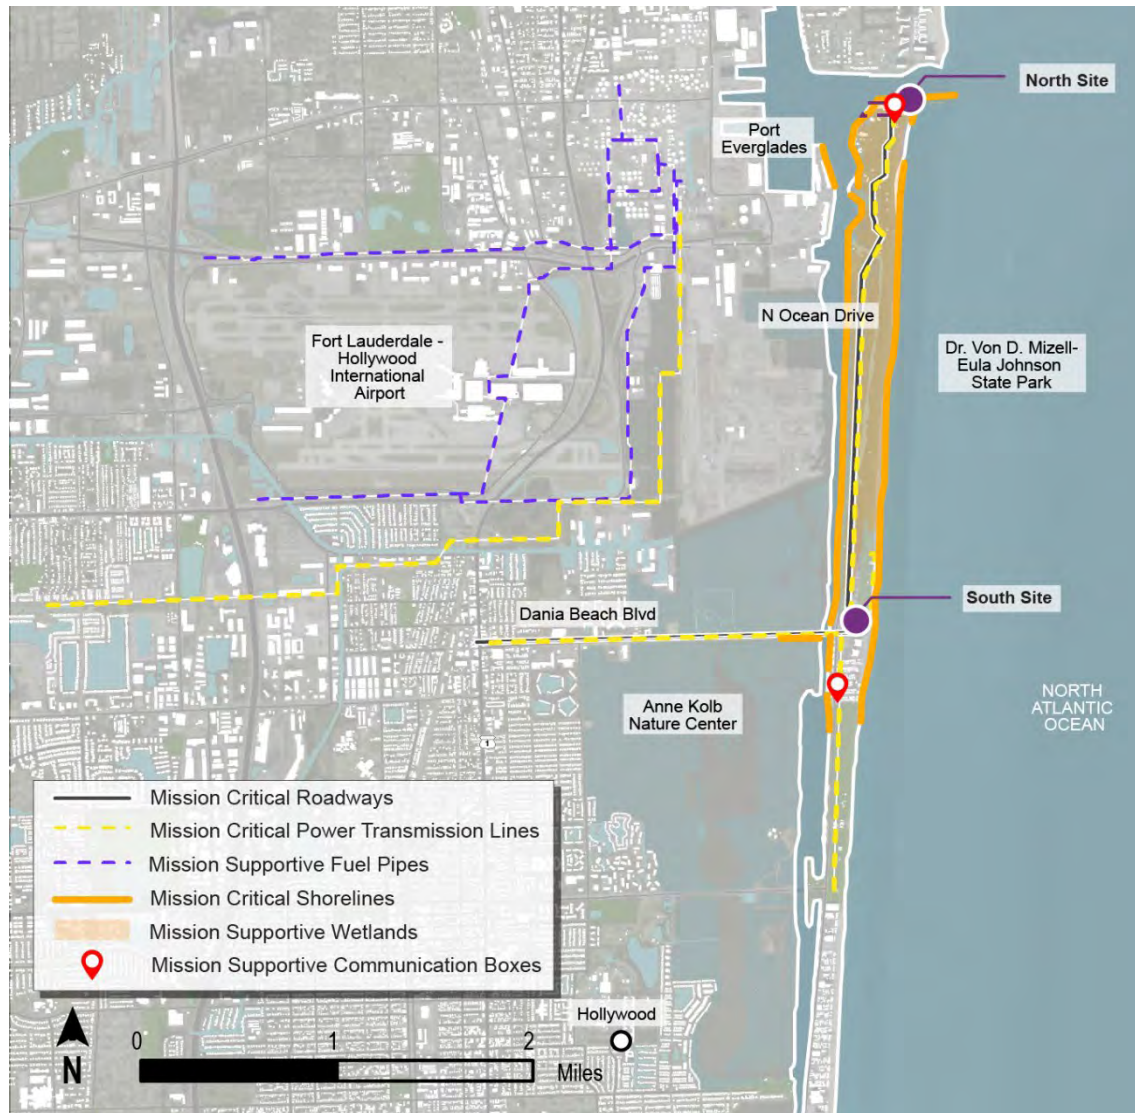 North Site
Port
Everglades
N Ocean Drive
Fort Lauderdale -
Hollywood
International
Airport
Dr. Von D. Mizell-
Eula Johnson
State Park
South Site
Dania Beach Blvd
Anne Kolb
Nature Center
NORTH
ATLANTIC
OCEAN
1
Mission Critical Roadways
Mission Critical Power Transmission Lines
Mission Supportive Fuel Pipes
Mission Critical Shorelines
Mission Supportive Wetlands
Mission Supportive Communication Boxes
Hollywood
N
0 1 2
Miles